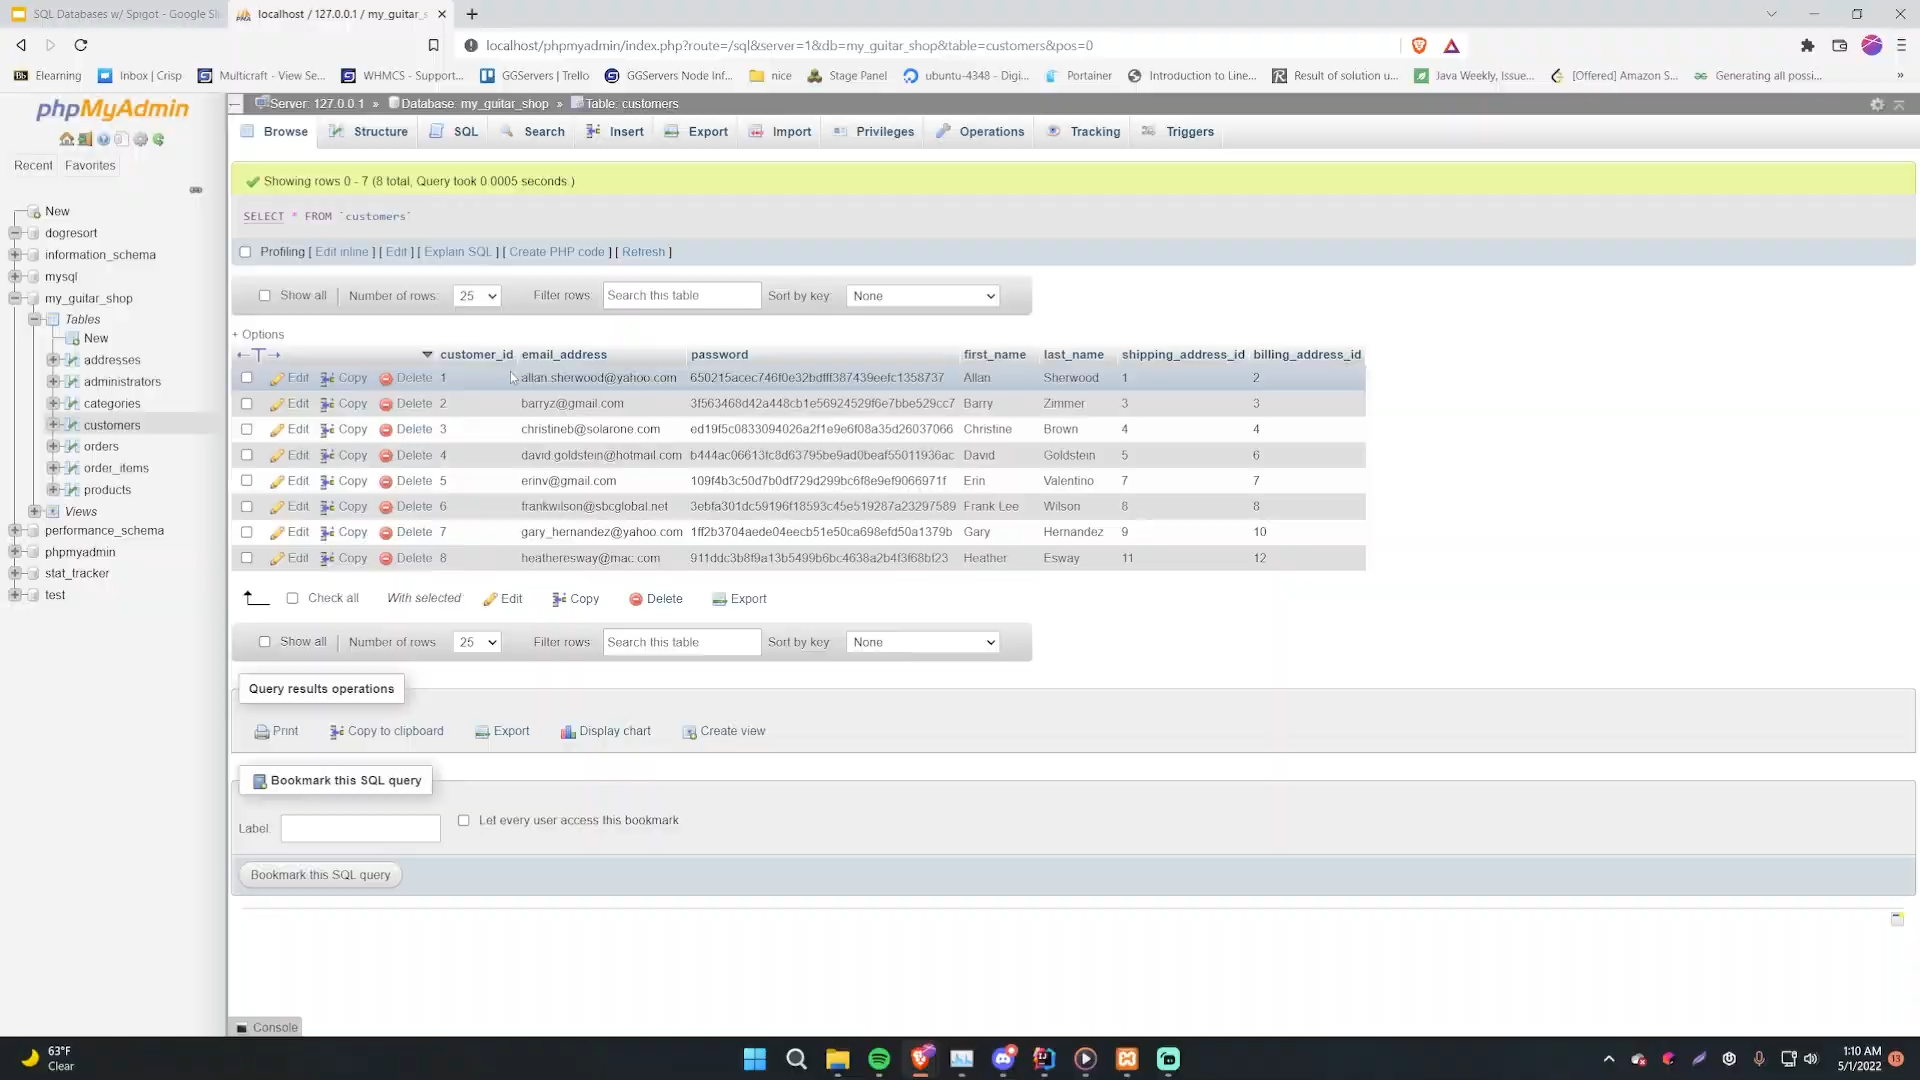 SQL Databases w/ Spigot - Google Sli
localhost / 127.0.0.1 / my_guitar_s
localhost/phpmyadmin/index.php?route=/sql&server=1&db=my_guitar_shop&table=customers&pos=0
Elearning
Inbox | Crisp
Multicraft - View Se...
WHMCS - Support...
GGServers | Trello
GGServers Node Inf...
nice
Stage Panel
ubuntu-4348 - Digi...
Portainer
Introduction to Line...
Result of solution u...
Java Weekly, Issue...
[Offered] Amazon S...
Generating all possi...
»
phpMyAdmin
Recent Favorites
New
dogresort
information_schema
mysql
my_guitar_shop
Tables
New
addresses
administrators
categories
customers
orders
order_items
products
Views
performance_schema
phpmyadmin
stat_tracker
test
Server: 127.0.0.1 » Database: my_guitar_shop » Table: customers
Browse Structure SQL Search Insert Export Import Privileges Operations Tracking Triggers
Showing rows 0 - 7 (8 total, Query took 0.0005 seconds.)
SELECT * FROM `customers`
Profiling [ Edit inline ] [ Edit ] [ Explain SQL ] [ Create PHP code ] [ Refresh ]
Show all Number of rows: 25 Filter rows: Search this table Sort by key: None
+ Options
customer_id email_address password first_name last_name shipping_address_id billing_address_id
Edit Copy Delete 1 allan.sherwood@yahoo.com 650215acec746f0e32bdfff387439eefc1358737 Allan Sherwood 1 2
Edit Copy Delete 2 barryz@gmail.com 3f563468d42a448cb1e56924529f6e7bbe529cc7 Barry Zimmer 3 3
Edit Copy Delete 3 christineb@solarone.com ed19f5c0833094026a2f1e9e6f08a35d26037066 Christine Brown 4 4
Edit Copy Delete 4 david.goldstein@hotmail.com b444ac06613fc8d63795be9ad0beaf55011936ac David Goldstein 5 6
Edit Copy Delete 5 erinv@gmail.com 109f4b3c50d7b0df729d299bc6f8e9ef9066971f Erin Valentino 7 7
Edit Copy Delete 6 frankwilson@sbcglobal.net 3ebfa301dc59196f18593c45e519287a23297589 Frank Lee Wilson 8 8
Edit Copy Delete 7 gary_hernandez@yahoo.com 1ff2b3704aede04eecb51e50ca698efd50a1379b Gary Hernandez 9 10
Edit Copy Delete 8 heatheresway@mac.com 911ddc3b8f9a13b5499b6bc4638a2b4f3f68bf23 Heather Esway 11 12
Check all With selected Edit Copy Delete Export
Show all Number of rows 25 Filter rows Search this table Sort by key None
Query results operations
Print Copy to clipboard Export Display chart Create view
Bookmark this SQL query
Label: Let every user access this bookmark
Bookmark this SQL query
Console
63°F
Clear
1:10 AM
5/1/2022
13